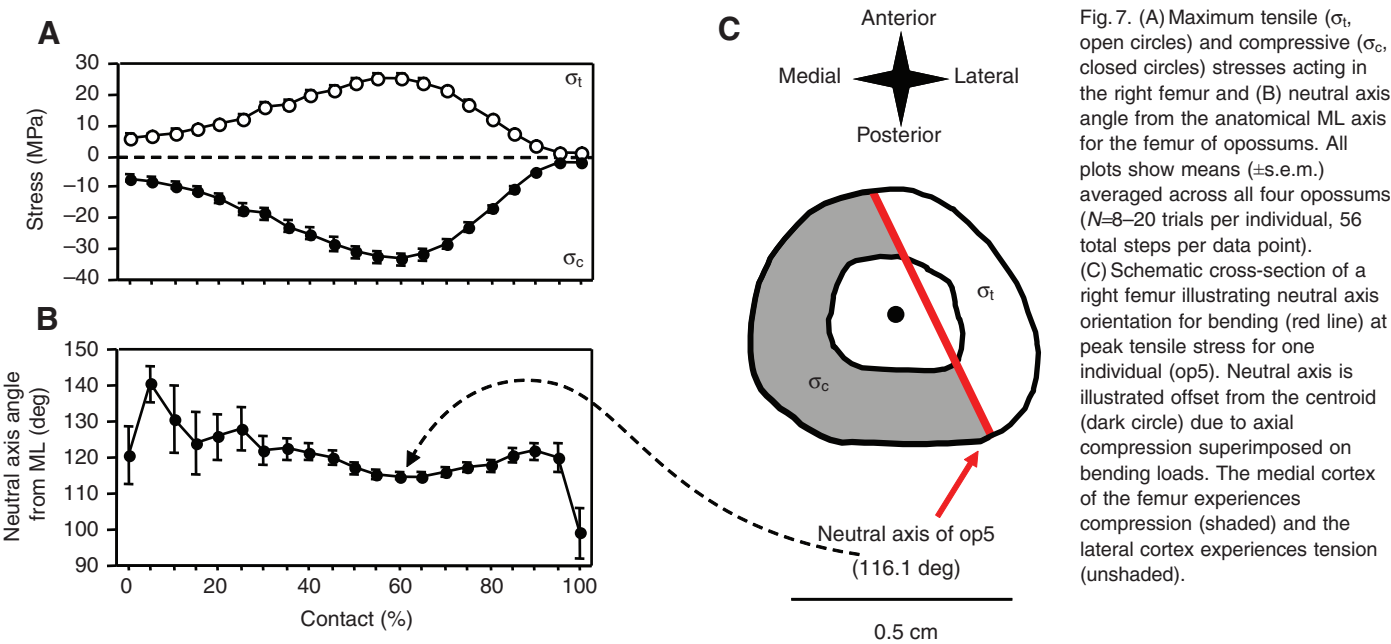 A
30
20
10
0
–10
–20
–30
–40
Stress (MPa)
σt
σc
B
150
140
130
120
110
100
90
Neutral axis angle
from ML (deg)
0
20
40
60
80
100
Contact (%)
C
Anterior
Medial
Lateral
Posterior
σt
σc
Neutral axis of op5
(116.1 deg)
0.5 cm
Fig. 7. (A) Maximum tensile (σt,
open circles) and compressive (σc,
closed circles) stresses acting in
the right femur and (B) neutral axis
angle from the anatomical ML axis
for the femur of opossums. All
plots show means (±s.e.m.)
averaged across all four opossums
(N=8–20 trials per individual, 56
total steps per data point).
(C) Schematic cross-section of a
right femur illustrating neutral axis
orientation for bending (red line) at
peak tensile stress for one
individual (op5). Neutral axis is
illustrated offset from the centroid
(dark circle) due to axial
compression superimposed on
bending loads. The medial cortex
of the femur experiences
compression (shaded) and the
lateral cortex experiences tension
(unshaded).